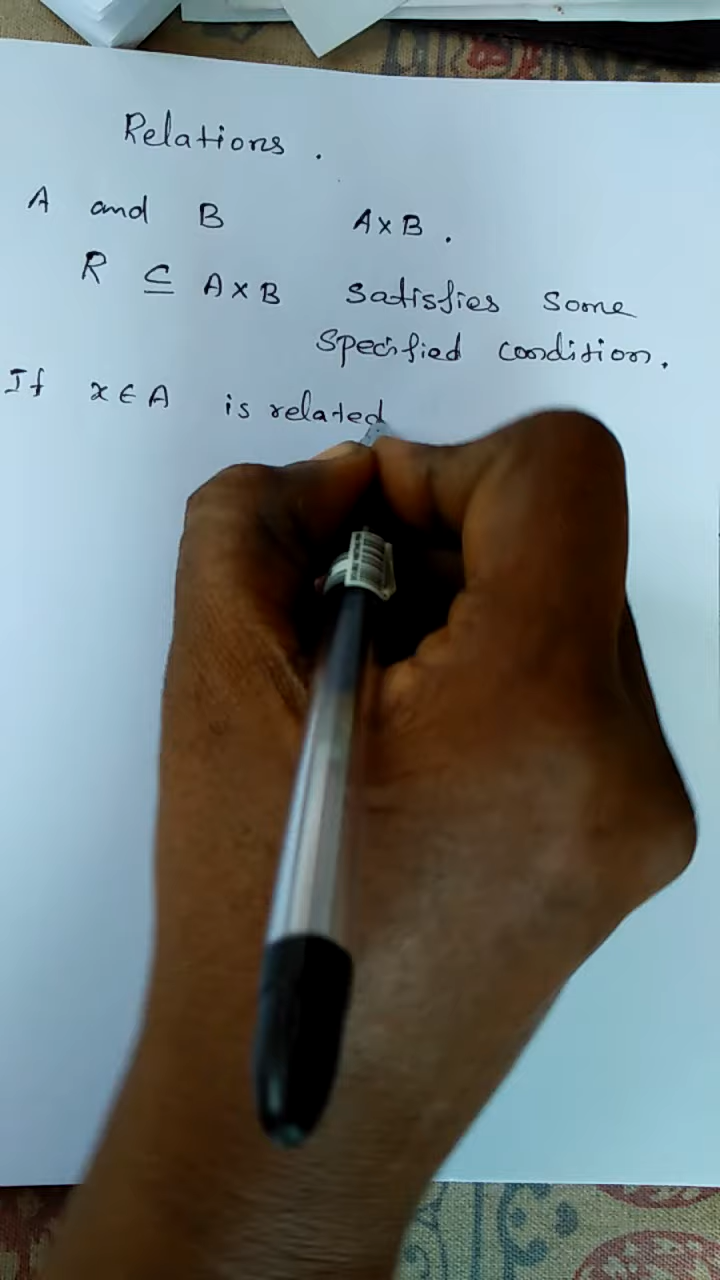 Relations.
A and B A×B.
R ⊆ A×B satisfies some
specified condition.
If x∈A is related